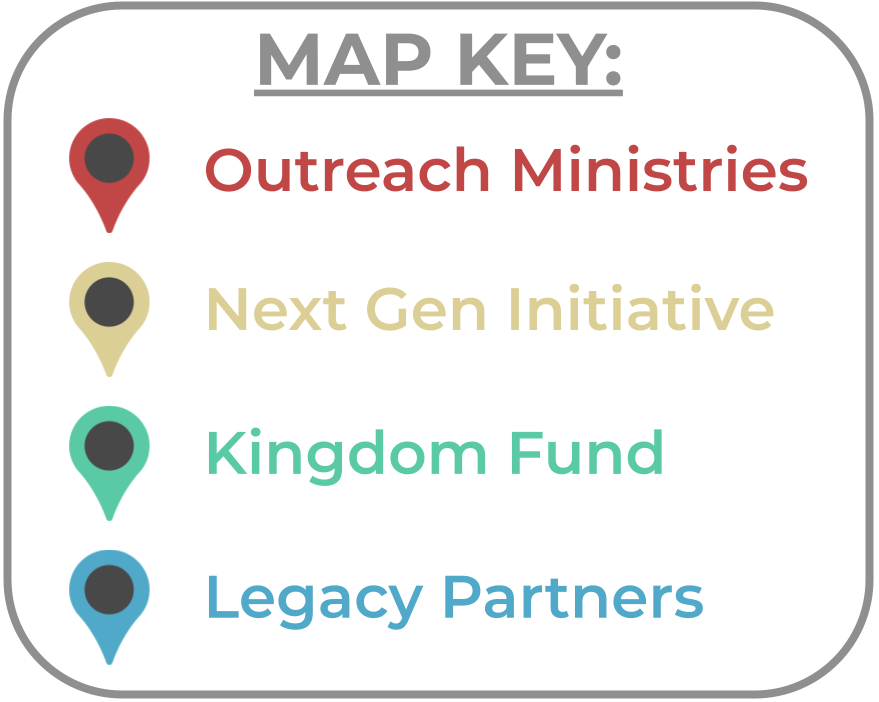 MAP KEY:
Outreach Ministries
Next Gen Initiative
Kingdom Fund
Legacy Partners